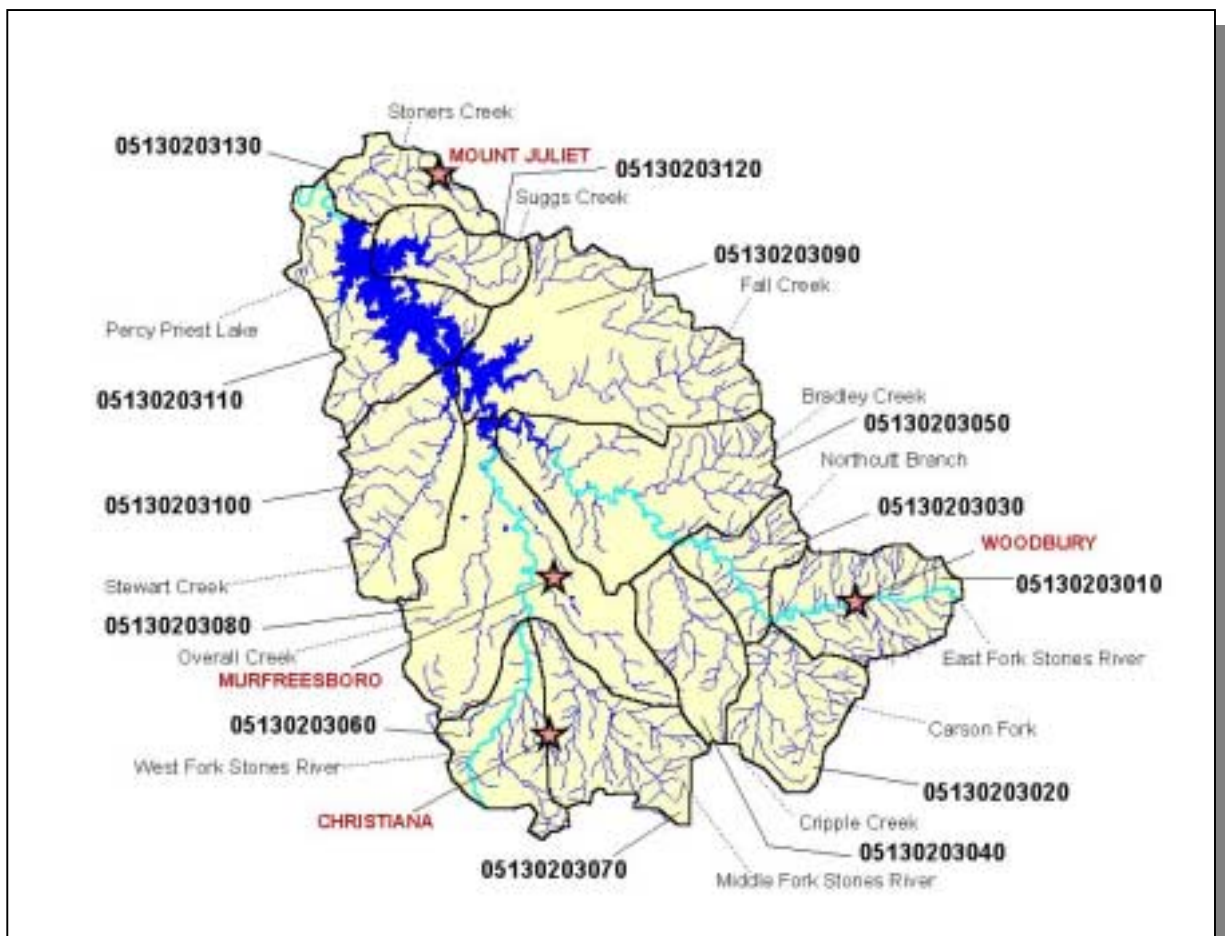 Stoners Creek
05130203130
MOUNT JULIET
05130203120
Suggs Creek
05130203090
Fall Creek
Percy Priest Lake
05130203110
Bradley Creek
05130203050
Northcutt Branch
05130203100
05130203030
WOODBURY
Stewart Creek
05130203010
05130203080
Overall Creek
East Fork Stones River
MURFREESBORO
05130203060
Carson Fork
West Fork Stones River
05130203020
CHRISTIANA
Cripple Creek
05130203040
05130203070
Middle Fork Stones River